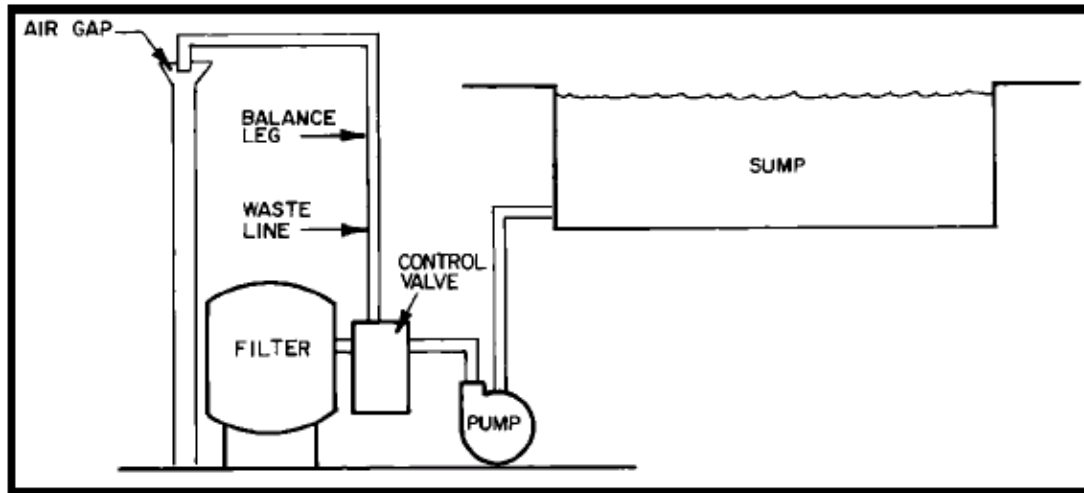 AIR GAP
BALANCE
LEG
SUMP
WASTE
LINE
CONTROL
VALVE
FILTER
PUMP